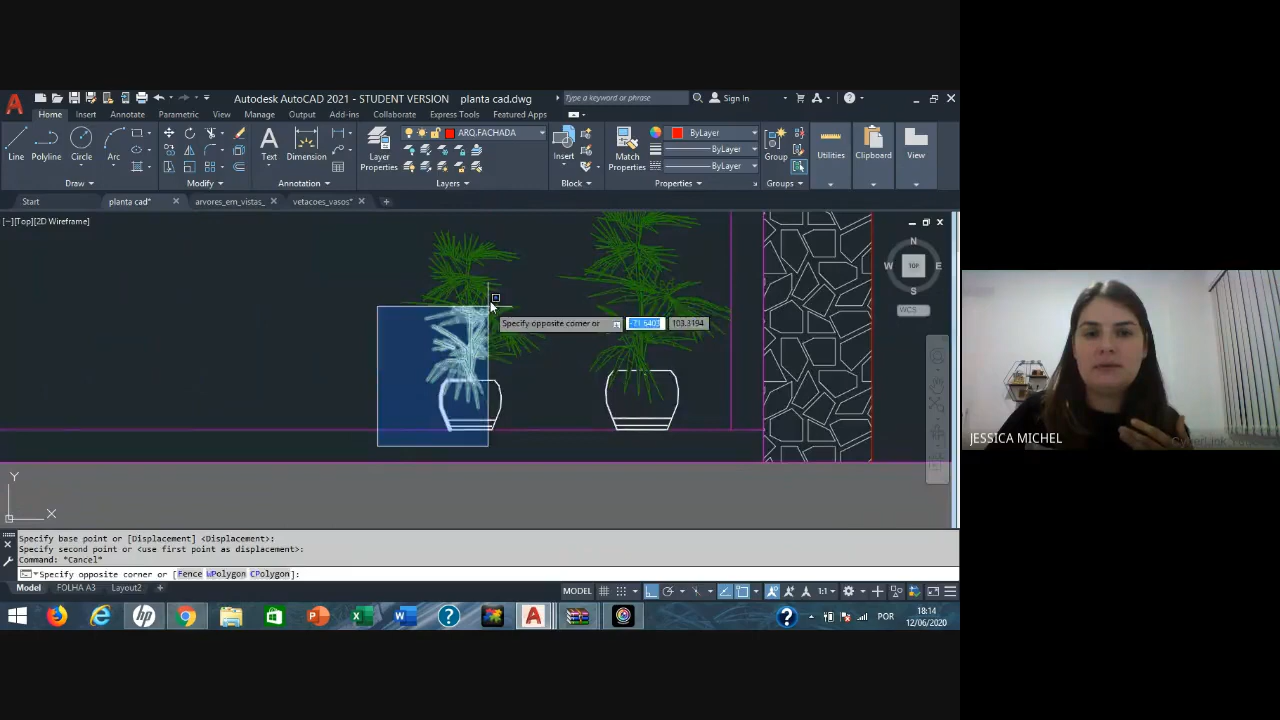 Autodesk AutoCAD 2021 - STUDENT VERSION planta cad.dwg
Type a keyword or phrase
Sign In
Home Insert Annotate Parametric View Manage Output Add-ins Collaborate Express Tools Featured Apps
ARQ.FACHADA
ByLayer
ByLayer
ByLayer
Line Polyline Circle Arc
Text Dimension
Layer
Properties
Insert
Match
Properties
Group
Utilities
Clipboard
View
Draw Modify Annotation Layers Block Properties Groups
Start
planta cad*
arvores_em_vistas_
vetacoes_vasos*
[−][Top][2D Wireframe]
N
W TOP E
S
WCS
Specify opposite corner or
-71.6403
103.3194
JESSICA MICHEL
Y
X
Specify base point or [Displacement] <Displacement>:
Specify second point or <use first point as displacement>:
Command: *Cancel*
Specify opposite corner or [Fence WPolygon CPolygon]:
Model FOLHA A3 Layout2
MODEL
1:1
POR
18:14
12/06/2020